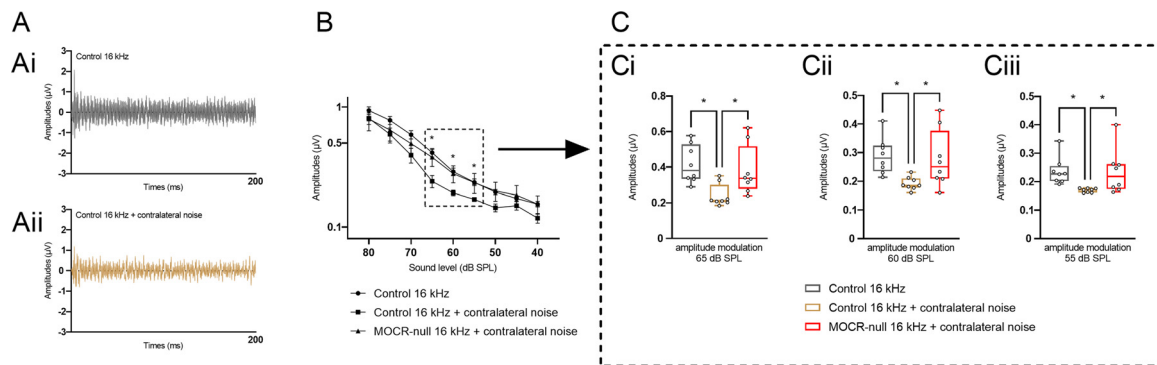 A
Ai
Control 16 kHz
3
2
1
0
-1
-2
-3
Amplitudes (µV)
Times (ms)
200
Aii
Control 16 kHz + contralateral noise
3
2
1
0
-1
-2
-3
Amplitudes (µV)
Times (ms)
200
B
1
0.5
0.1
Amplitudes (µV)
* * *
80 70 60 50 40
Sound level (dB SPL)
Control 16 kHz
Control 16 kHz + contralateral noise
MOCR-null 16 kHz + contralateral noise
C
Ci
* *
0.8
0.6
0.4
0.2
0
Amplitudes (µV)
amplitude modulation
65 dB SPL
Cii
* *
0.5
0.4
0.3
0.2
0.1
0
Amplitudes (µV)
amplitude modulation
60 dB SPL
Ciii
* *
0.5
0.4
0.3
0.2
0.1
0
Amplitudes (µV)
amplitude modulation
55 dB SPL
Control 16 kHz
Control 16 kHz + contralateral noise
MOCR-null 16 kHz + contralateral noise